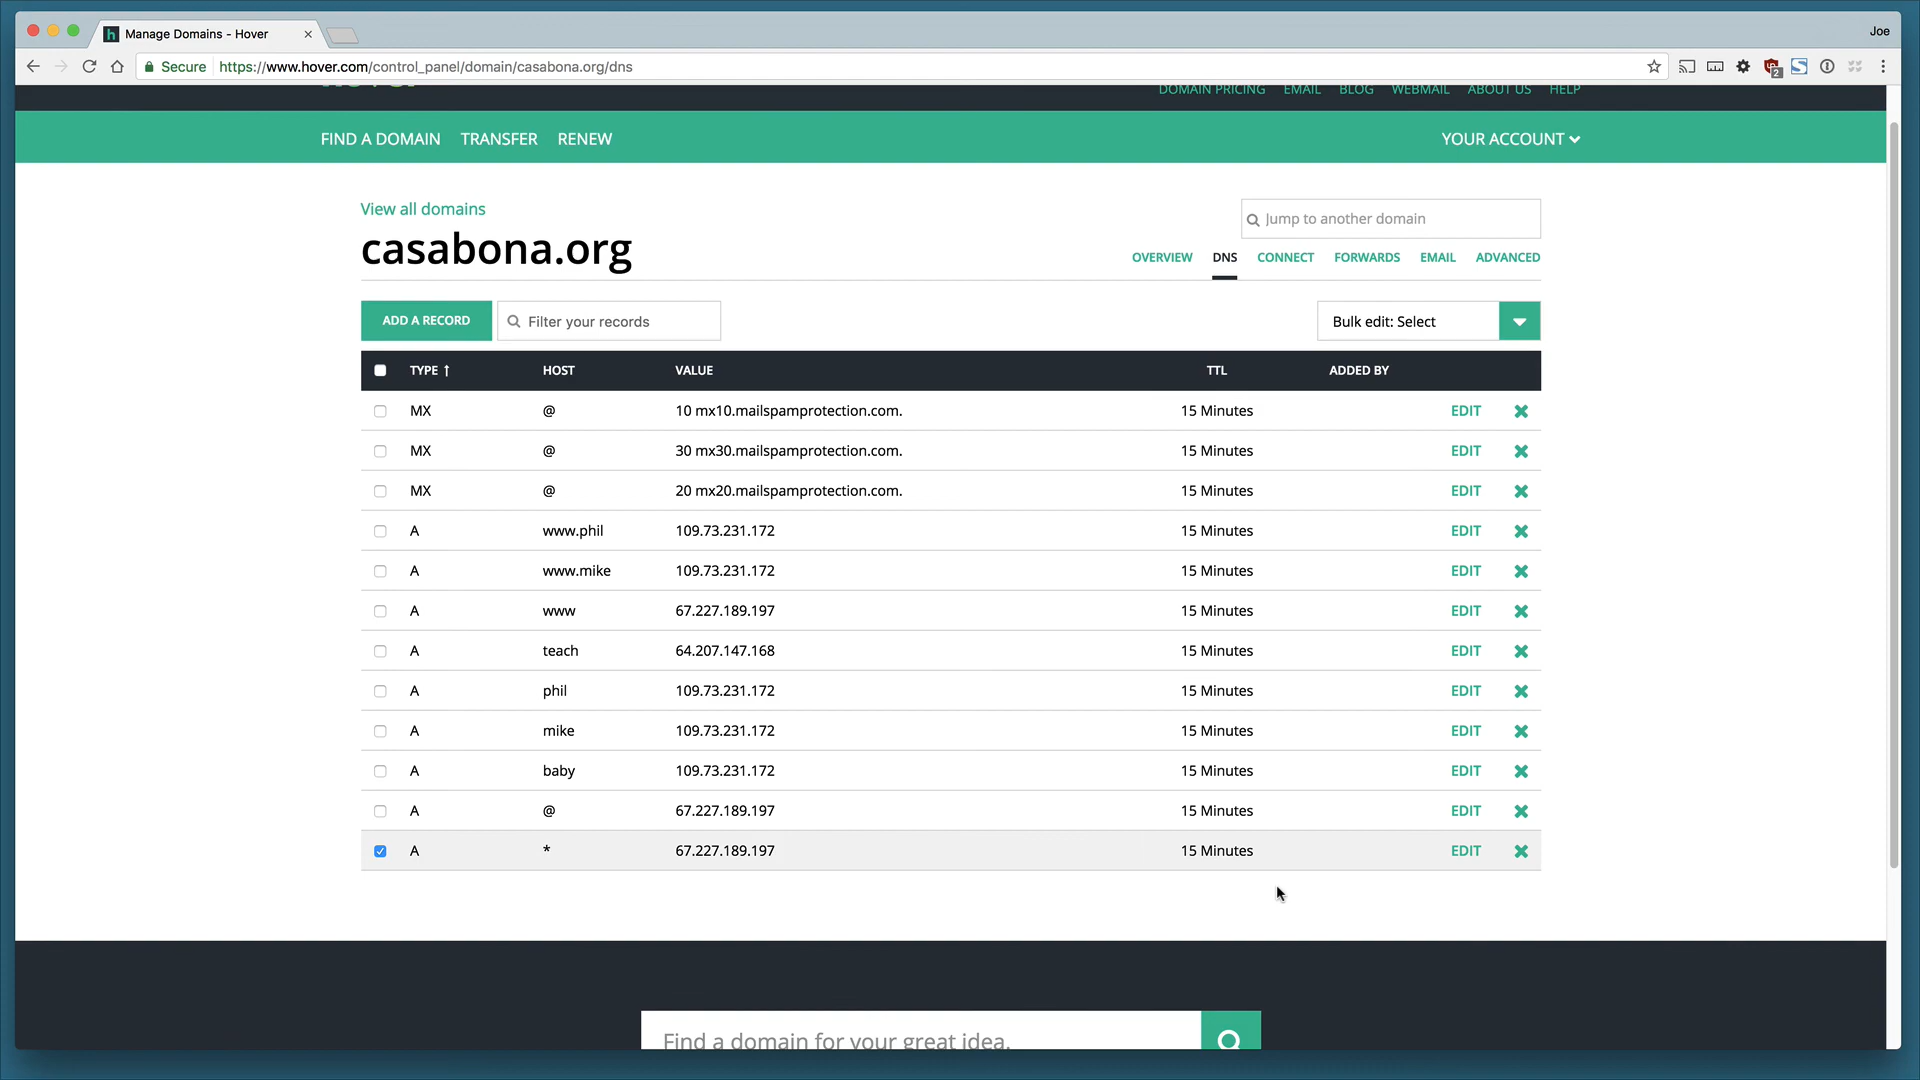 Manage Domains - Hover
Joe
Secure https://www.hover.com/control_panel/domain/casabona.org/dns
2
DOMAIN PRICING EMAIL BLOG WEBMAIL ABOUT US HELP
FIND A DOMAIN TRANSFER RENEW YOUR ACCOUNT
View all domains
Jump to another domain
casabona.org
OVERVIEW DNS CONNECT FORWARDS EMAIL ADVANCED
ADD A RECORD Filter your records Bulk edit: Select
TYPE ↑ HOST VALUE TTL ADDED BY
MX @ 10 mx10.mailspamprotection.com. 15 Minutes EDIT
MX @ 30 mx30.mailspamprotection.com. 15 Minutes EDIT
MX @ 20 mx20.mailspamprotection.com. 15 Minutes EDIT
A www.phil 109.73.231.172 15 Minutes EDIT
A www.mike 109.73.231.172 15 Minutes EDIT
A www 67.227.189.197 15 Minutes EDIT
A teach 64.207.147.168 15 Minutes EDIT
A phil 109.73.231.172 15 Minutes EDIT
A mike 109.73.231.172 15 Minutes EDIT
A baby 109.73.231.172 15 Minutes EDIT
A @ 67.227.189.197 15 Minutes EDIT
A * 67.227.189.197 15 Minutes EDIT
Find a domain for your great idea.